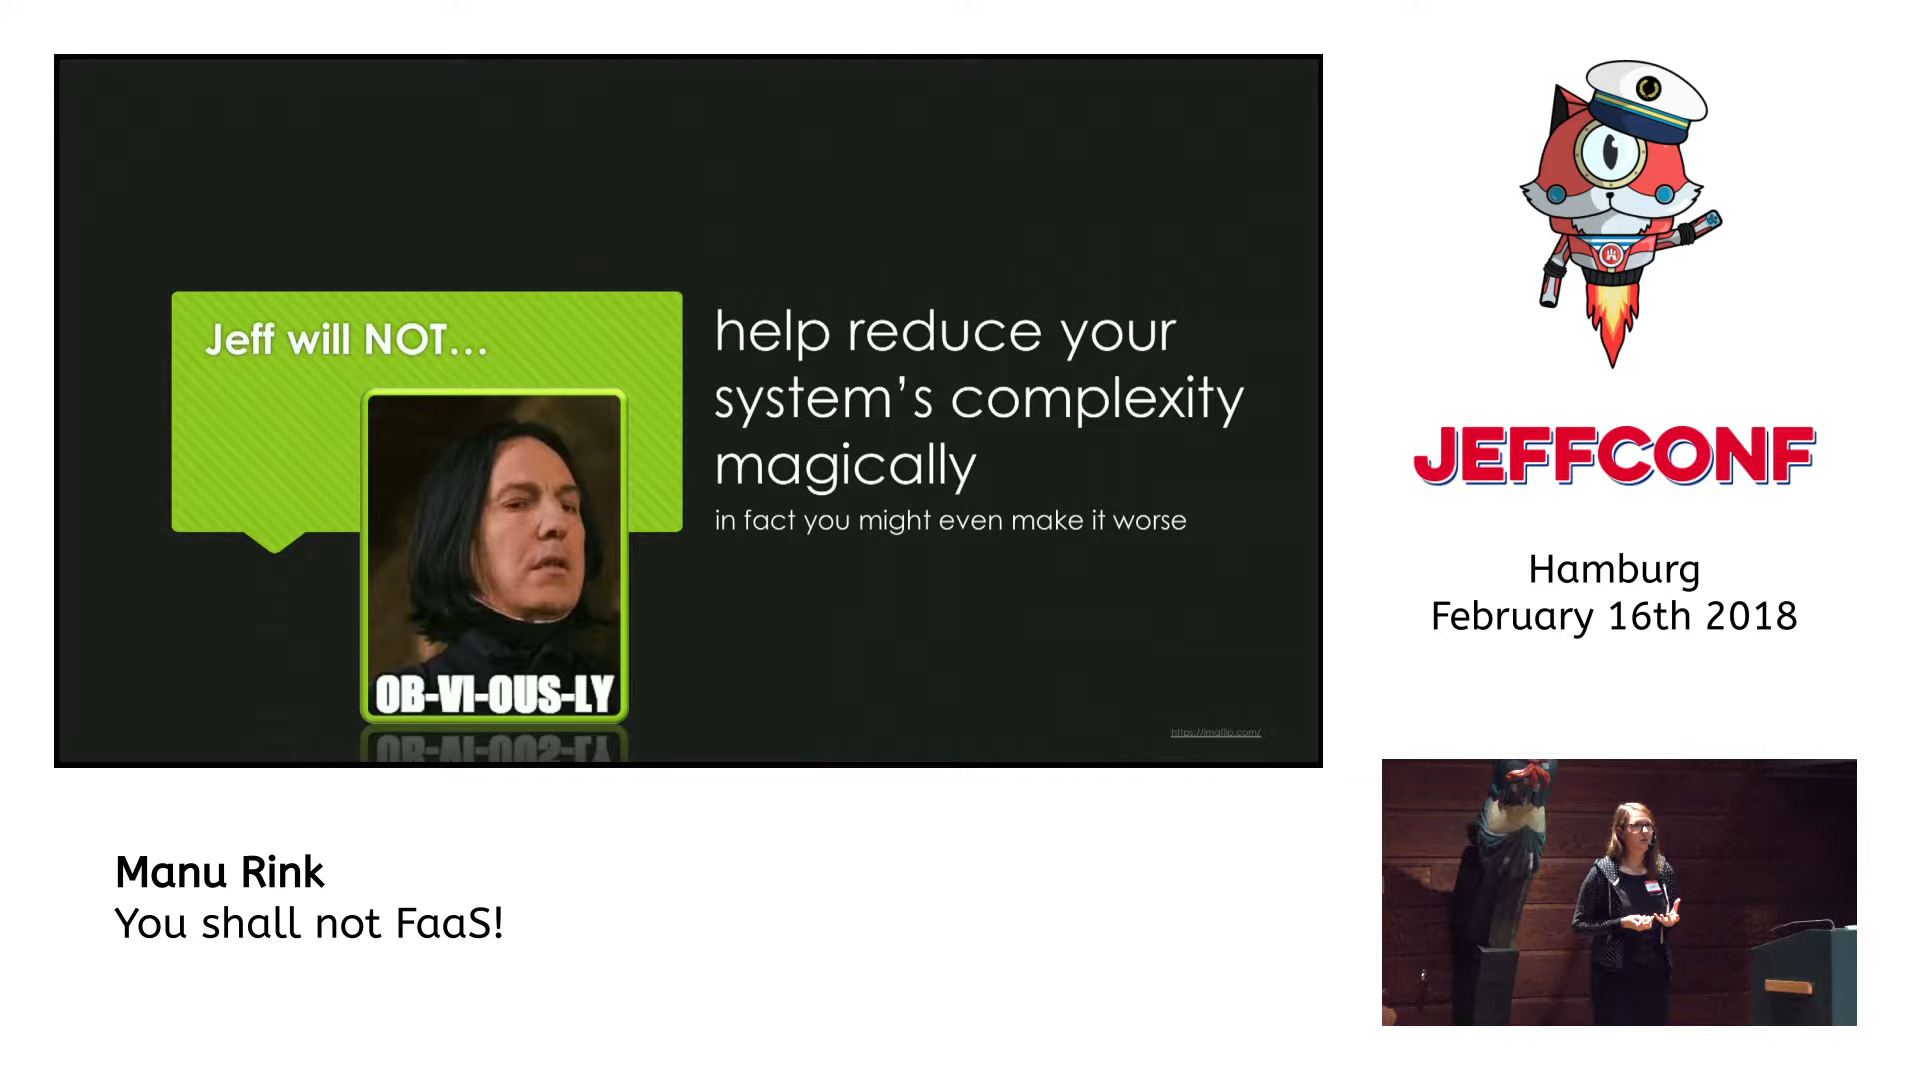 Jeff will NOT...
OB-VI-OUS-LY
help reduce your
system's complexity
magically
in fact you might even make it worse
https://imgflip.com/
JEFFCONF
Hamburg
February 16th 2018
Manu Rink
You shall not FaaS!